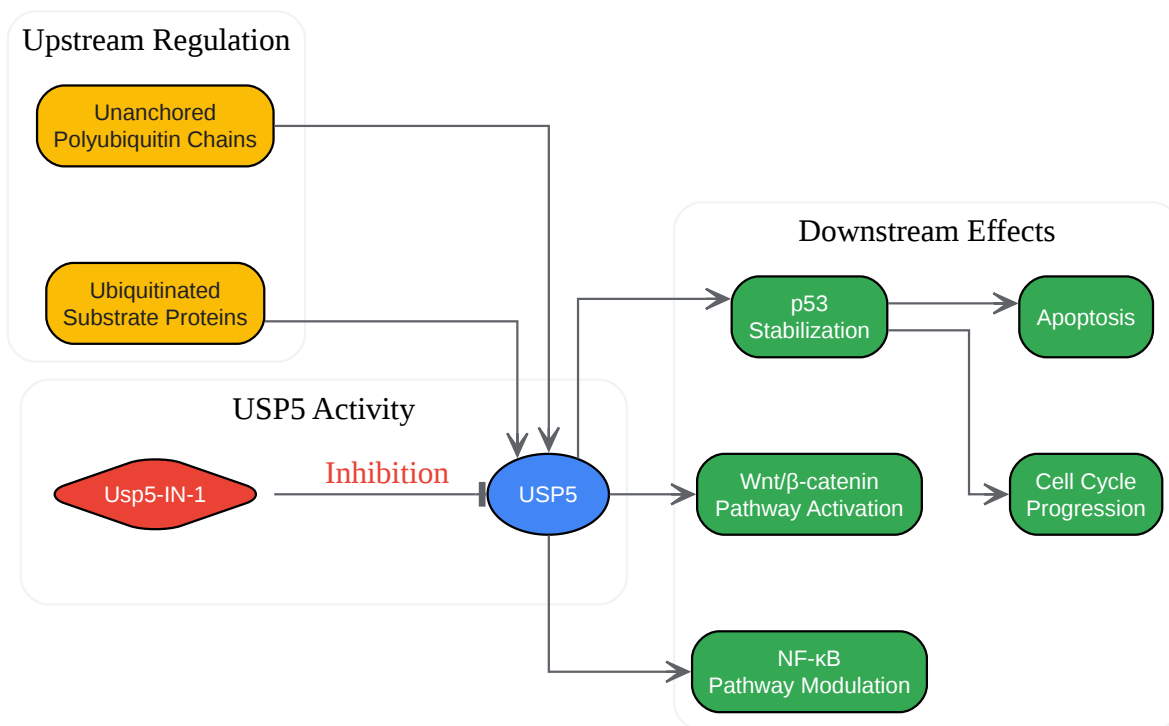 Upstream Regulation
Unanchored
Polyubiquitin Chains
Ubiquitinated
Substrate Proteins
USP5 Activity
Usp5-IN-1
Inhibition
USP5
Downstream Effects
p53
Stabilization
Apoptosis
Wnt/β-catenin
Pathway Activation
Cell Cycle
Progression
NF-κB
Pathway Modulation